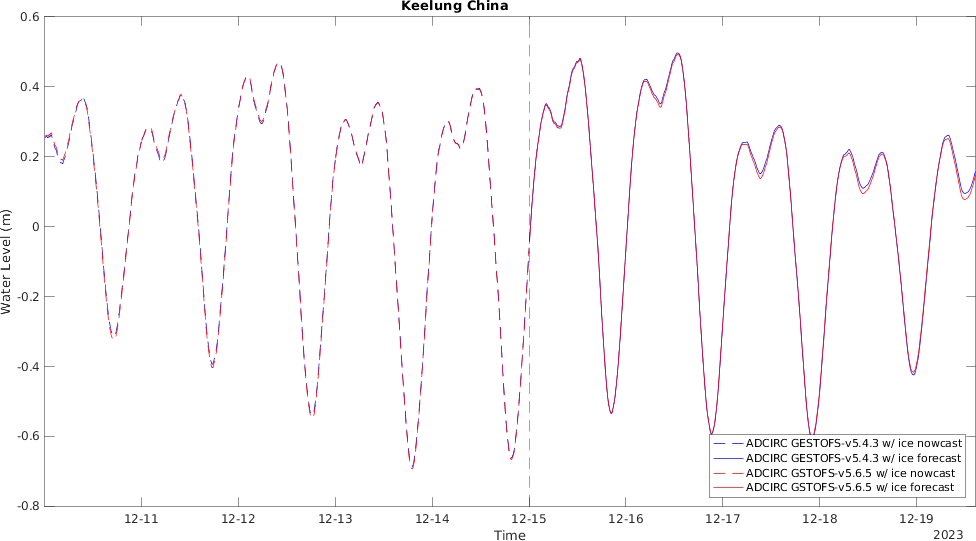 Keelung China
0.6
0.4
0.2
0
-0.2
-0.4
-0.6
-0.8
Water Level (m)
12-11
12-12
12-13
12-14
12-15
12-16
12-17
12-18
12-19
Time
2023
ADCIRC GESTOFS-v5.4.3 w/ ice nowcast
ADCIRC GESTOFS-v5.4.3 w/ ice forecast
ADCIRC GSTOFS-v5.6.5 w/ ice nowcast
ADCIRC GSTOFS-v5.6.5 w/ ice forecast